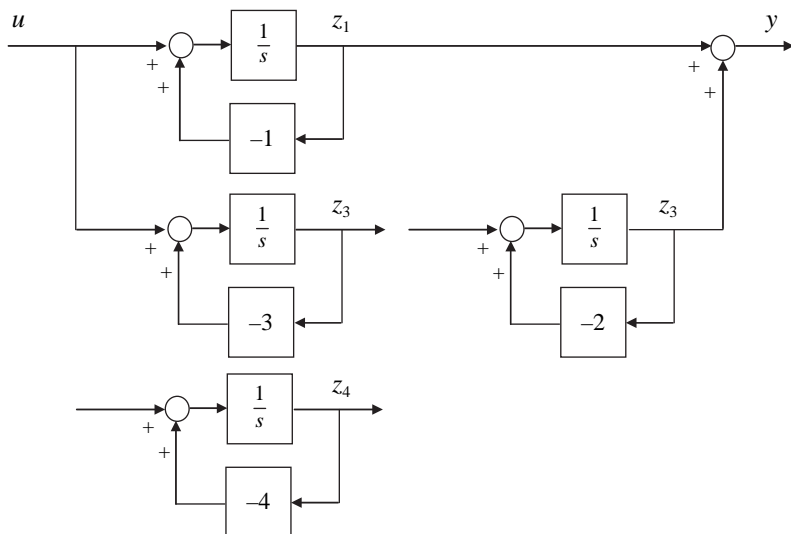 u
z1
y
1
s
+
+
+
+
–1
z3
z3
1
s
1
s
+
+
+
+
–3
–2
z4
1
s
+
+
–4